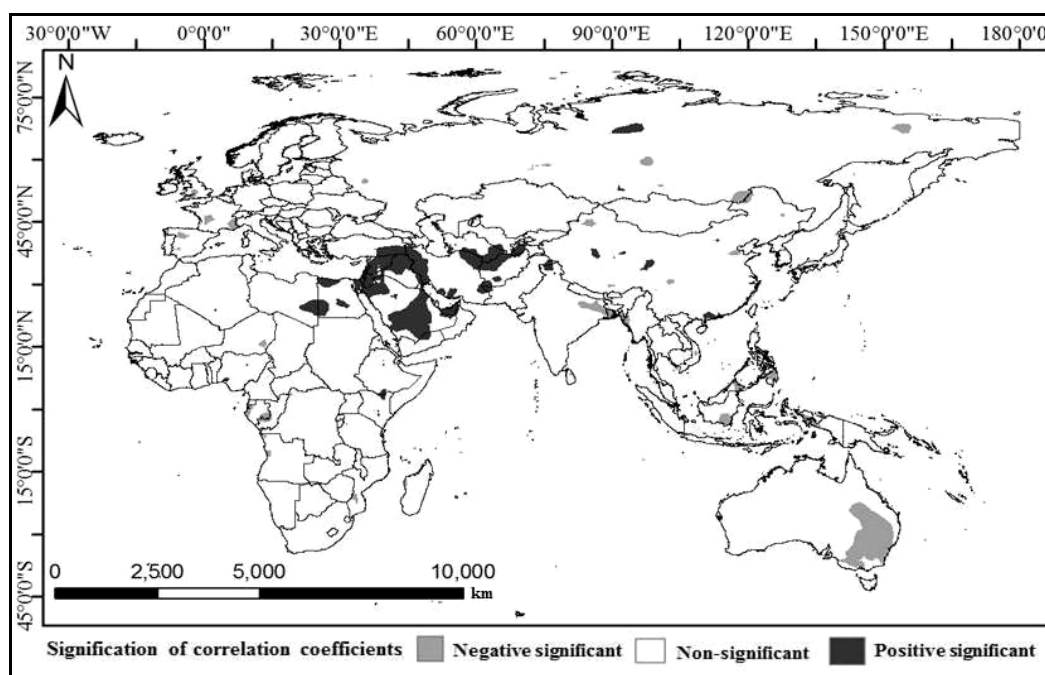 30°0'0"W 0°0'0"E 30°0'0"E 60°0'0"E 90°0'0"E 120°0'0"E 150°0'0"E 180°0'0
N
75°0'0"N
45°0'0"N
15°0'0"N
15°0'0"S
45°0'0"S
0 2,500 5,000 10,000
km
Signification of correlation coefficients Negative significant Non-significant Positive significant